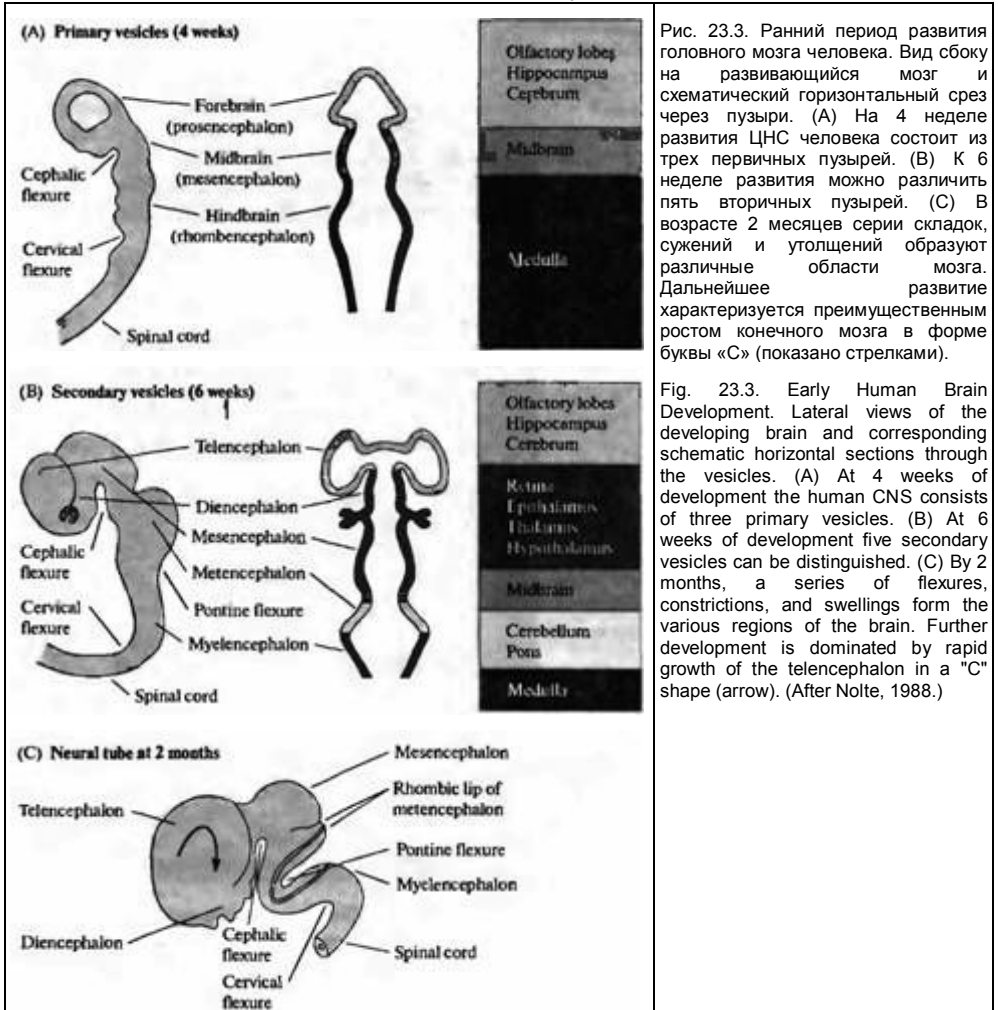 (A) Primary vesicles (4 weeks)
Forebrain
(prosencephalon)
Midbrain
(mesencephalon)
Hindbrain
(rhombencephalon)
Cephalic
flexure
Cervical
flexure
Spinal cord
Olfactory lobes
Hippocampus
Cerebrum
Midbrain
Medulla
(B) Secondary vesicles (6 weeks)
Telencephalon
Diencephalon
Mesencephalon
Cephalic
flexure
Metencephalon
Cervical
flexure
Pontine flexure
Myelencephalon
Spinal cord
Olfactory lobes
Hippocampus
Cerebrum
Retina
Epithalamus
Thalamus
Hypothalamus
Midbrain
Cerebellum
Pons
Medulla
(C) Neural tube at 2 months
Mesencephalon
Telencephalon
Rhombic lip of
metencephalon
Pontine flexure
Myelencephalon
Diencephalon
Cephalic
flexure
Spinal cord
Cervical
flexure
Рис. 23.3. Ранний период развития
головного мозга человека. Вид сбоку
на развивающийся мозг и
схематический горизонтальный срез
через пузыри. (А) На 4 неделе
развития ЦНС человека состоит из
трех первичных пузырей. (В) К 6
неделе развития можно различить
пять вторичных пузырей. (С) В
возрасте 2 месяцев серии складок,
сужений и утолщений образуют
различные области мозга.
Дальнейшее развитие
характеризуется преимущественным
ростом конечного мозга в форме
буквы «С» (показано стрелками).
Fig. 23.3. Early Human Brain
Development. Lateral views of the
developing brain and corresponding
schematic horizontal sections through
the vesicles. (A) At 4 weeks of
development the human CNS consists
of three primary vesicles. (B) At 6
weeks of development five secondary
vesicles can be distinguished. (C) By 2
months, a series of flexures,
constrictions, and swellings form the
various regions of the brain. Further
development is dominated by rapid
growth of the telencephalon in a "C"
shape (arrow). (After Nolte, 1988.)